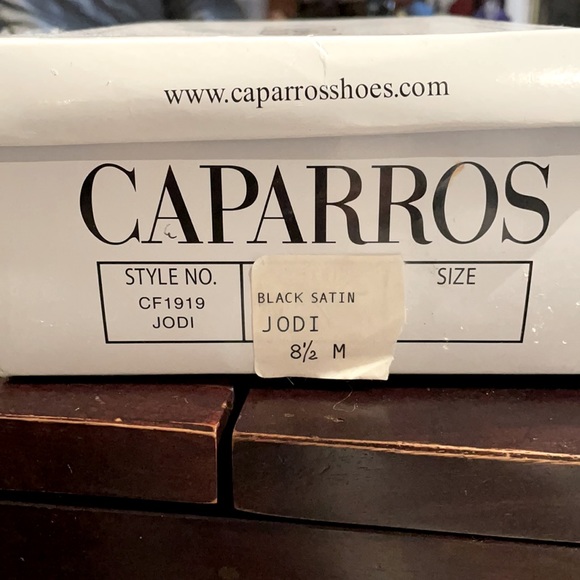 www.caparrosshoes.com
CAPARROS
STYLE NO.
CF1919
JODI
BLACK SATIN
JODI
8½ M
SIZE